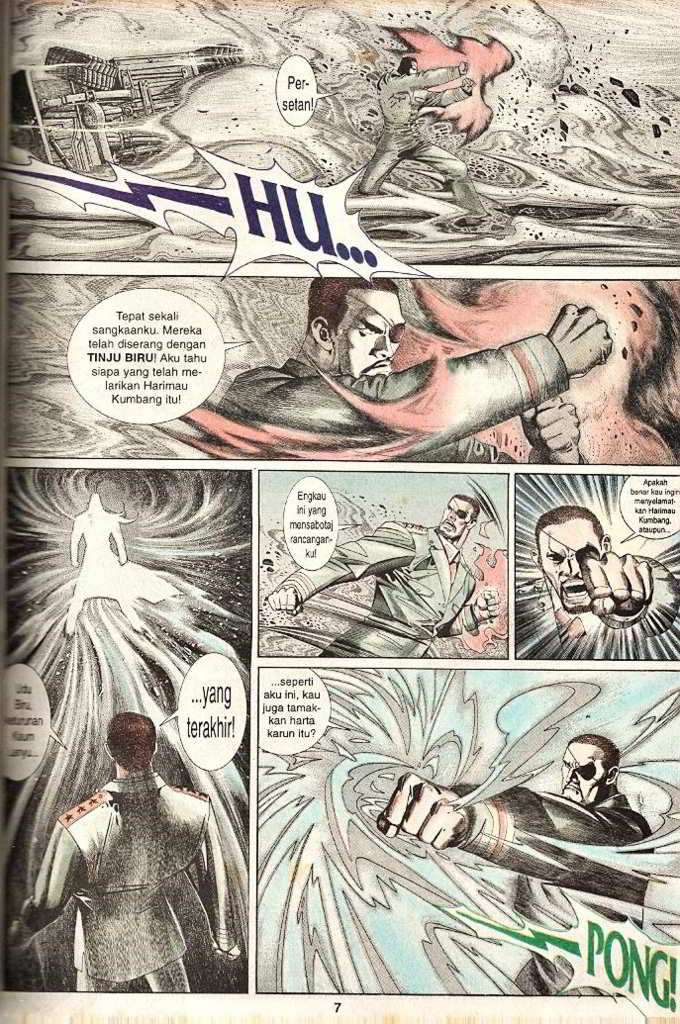 Per-
setan!
HU...
Tepat sekali
sangkaanku. Mereka
telah diserang dengan
TINJU BIRU! Aku tahu
siapa yang telah me-
larikan Harimau
Kumbang itu!
Biru,
Kaum
...yang
terakhir!
Engkau
ini yang
mensabotaj
rancangan-
ku!
Apakah
benar kau ingin
menyelamat-
kan Harimau
Kumbang,
ataupun...
...seperti
aku ini, kau
juga tamak-
kan harta
karun itu?
PONG!
7